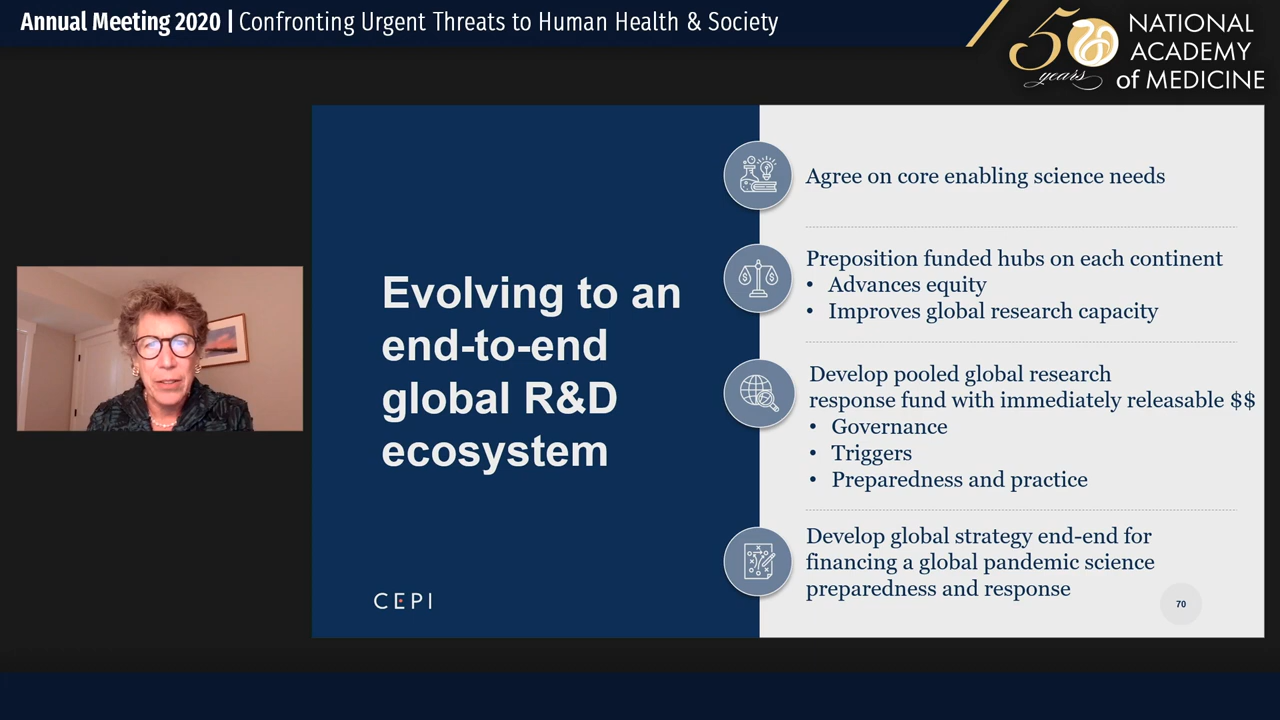 Annual Meeting 2020 | Confronting Urgent Threats to Human Health & Society
50 years
NATIONAL
ACADEMY
of MEDICINE
Evolving to an
end-to-end
global R&D
ecosystem
CEPI
Agree on core enabling science needs
Preposition funded hubs on each continent
• Advances equity
• Improves global research capacity
Develop pooled global research
response fund with immediately releasable $$
• Governance
• Triggers
• Preparedness and practice
Develop global strategy end-end for
financing a global pandemic science
preparedness and response
70